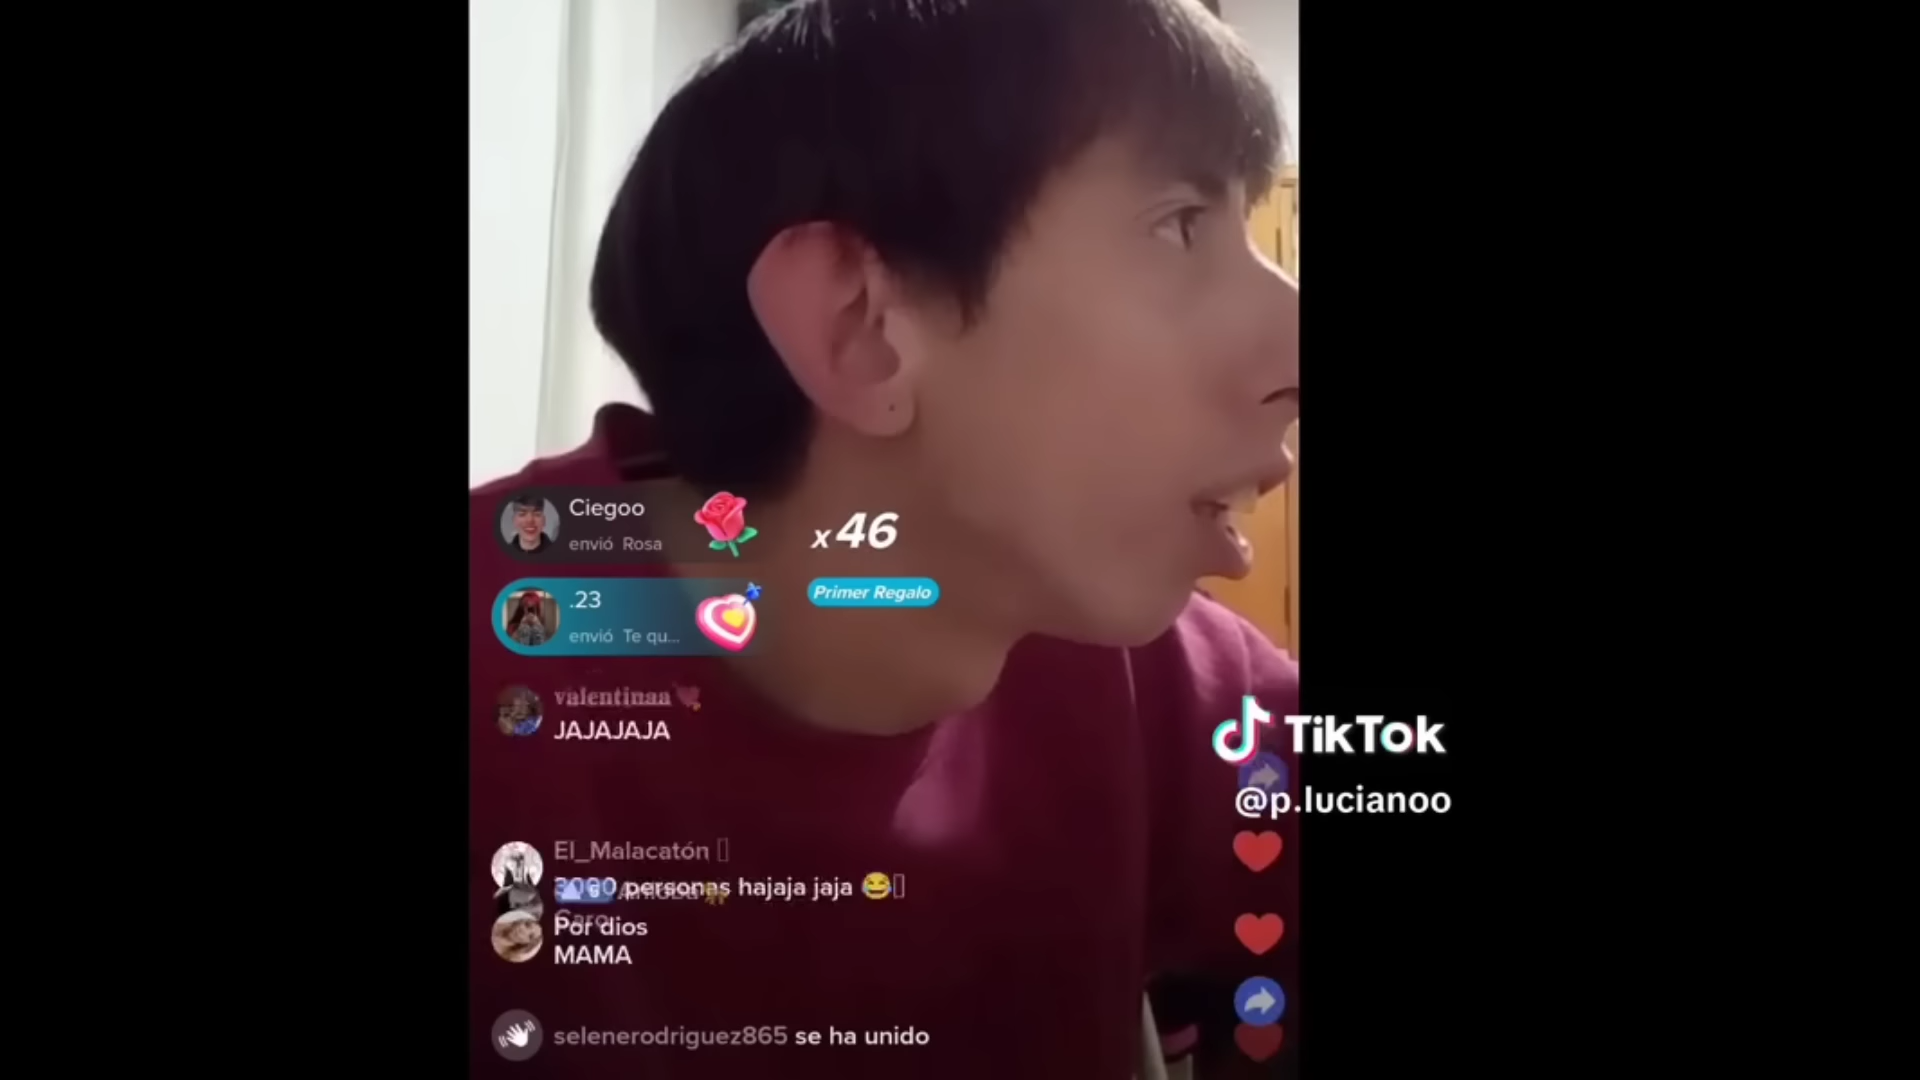 Ciegoo
envió Rosa
x46
Primer Regalo
.23
envió Te qu...
valentinaa
JAJAJAJA
TikTok
@p.lucianoo
El_Malacatón
3000 personas hajaja jaja 😂
Caro
Por dios
MAMA
selenerodriguez865 se ha unido